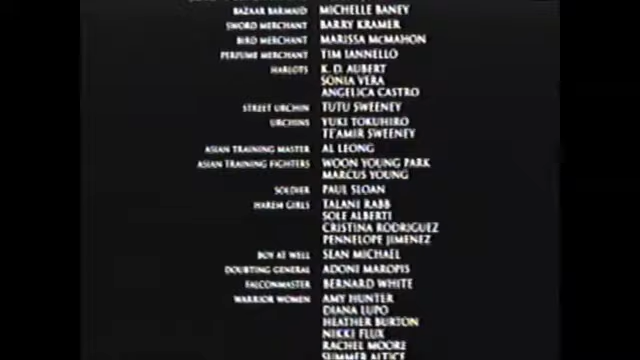 BAZAAR BARMAID MICHELLE BANEY
SWORD MERCHANT BARRY KRAMER
BIRD MERCHANT MARISSA McMAHON
PERFUME MERCHANT TIM IANNELLO
HARLOTS K. D. AUBERT
SONIA VERA
ANGELICA CASTRO
STREET URCHIN TUTU SWEENEY
URCHINS YUKI TOKUHIRO
TE'AMIR SWEENEY
ASIAN TRAINING MASTER AL LEONG
ASIAN TRAINING FIGHTERS WOON YOUNG PARK
MARCUS YOUNG
SOLDIER PAUL SLOAN
HAREM GIRLS TALANI RABB
SOLE ALBERTI
CRISTINA RODRIGUEZ
PENNELOPE JIMENEZ
BOY AT WELL SEAN MICHAEL
DOUBTING GENERAL ADONI MAROPIS
FALCONMASTER BERNARD WHITE
WARRIOR WOMEN AMY HUNTER
DIANA LUPO
HEATHER BURTON
NIKKI FLUX
RACHEL MOORE
SUMMER ALTICE